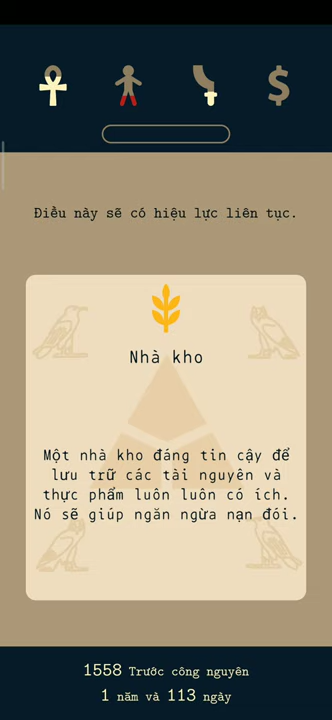 Điều này sẽ có hiệu lực liên tục.
Nhà kho
Một nhà kho đáng tin cậy để
lưu trữ các tài nguyên và
thực phẩm luôn luôn có ích.
Nó sẽ giúp ngăn ngừa nạn đói.
1558 Trước công nguyên
1 năm và 113 ngày